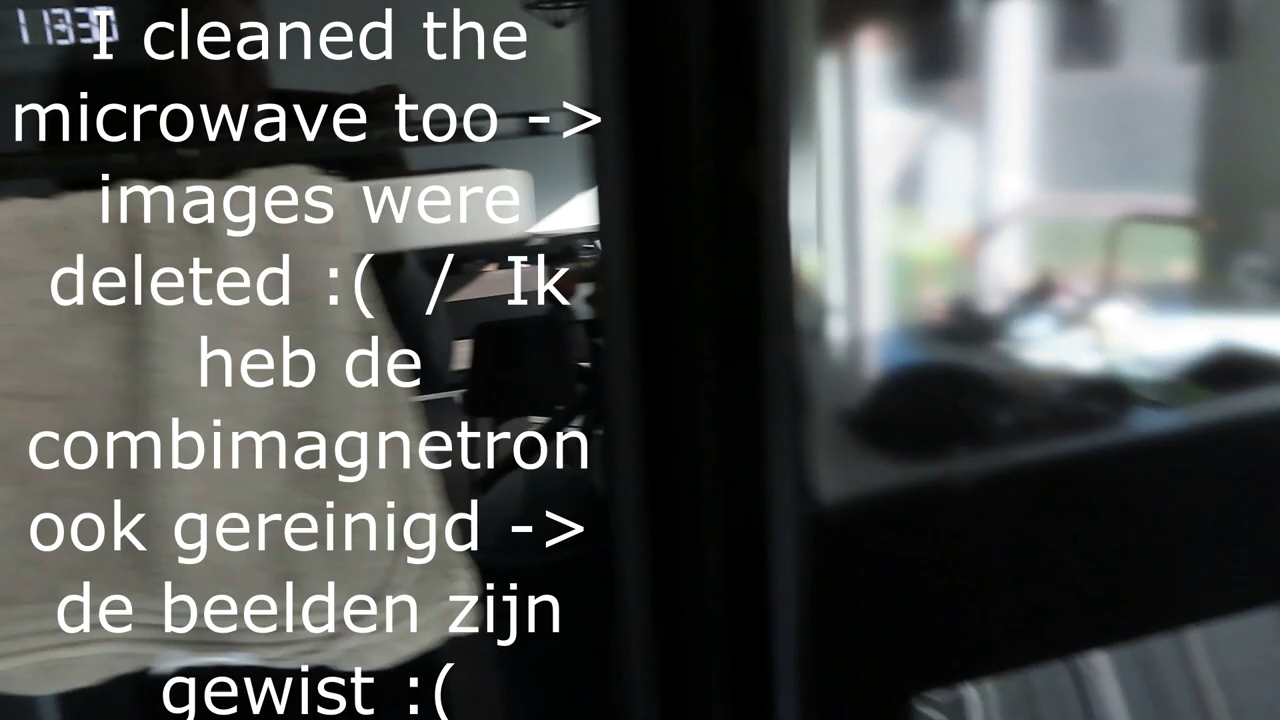 I cleaned the
microwave too ->
images were
deleted :( / Ik
heb de
combimagnetron
ook gereinigd ->
de beelden zijn
gewist :(